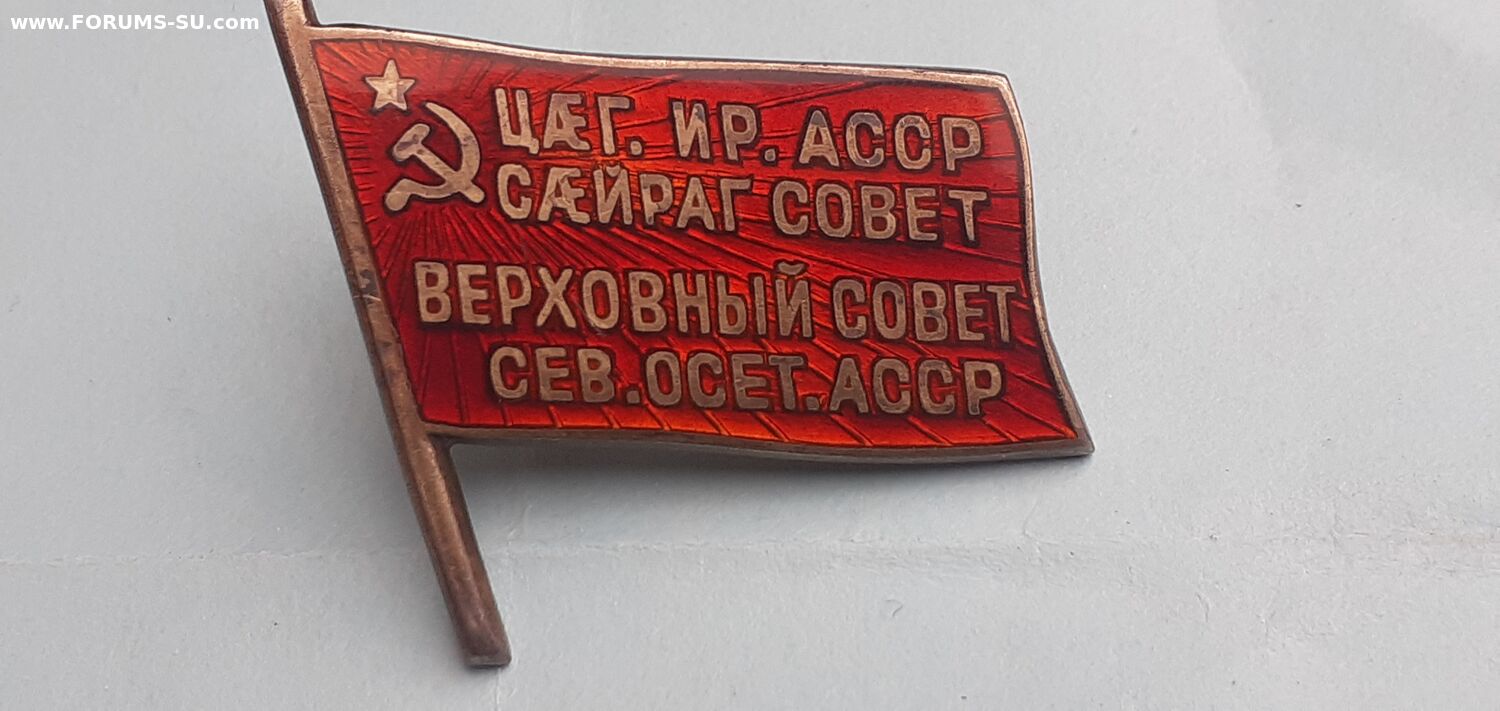 www.FORUMS-SU.com
ЦÆГ. ИР. АССР
СÆЙРАГ СОВЕТ
ВЕРХОВНЫЙ СОВЕТ
СЕВ.ОСЕТ.АССР